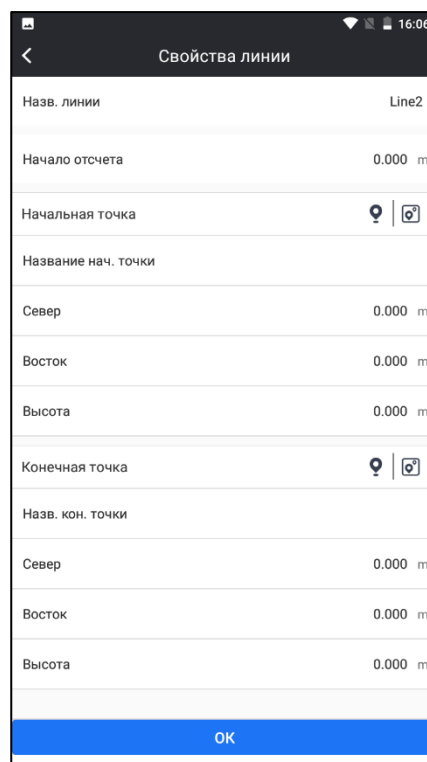 16:06
Свойства линии
Назв. линии Line2
Начало отсчета 0.000 m
Начальная точка
Название нач. точки
Север 0.000 m
Восток 0.000 m
Высота 0.000 m
Конечная точка
Назв. кон. точки
Север 0.000 m
Восток 0.000 m
Высота 0.000 m
ОК